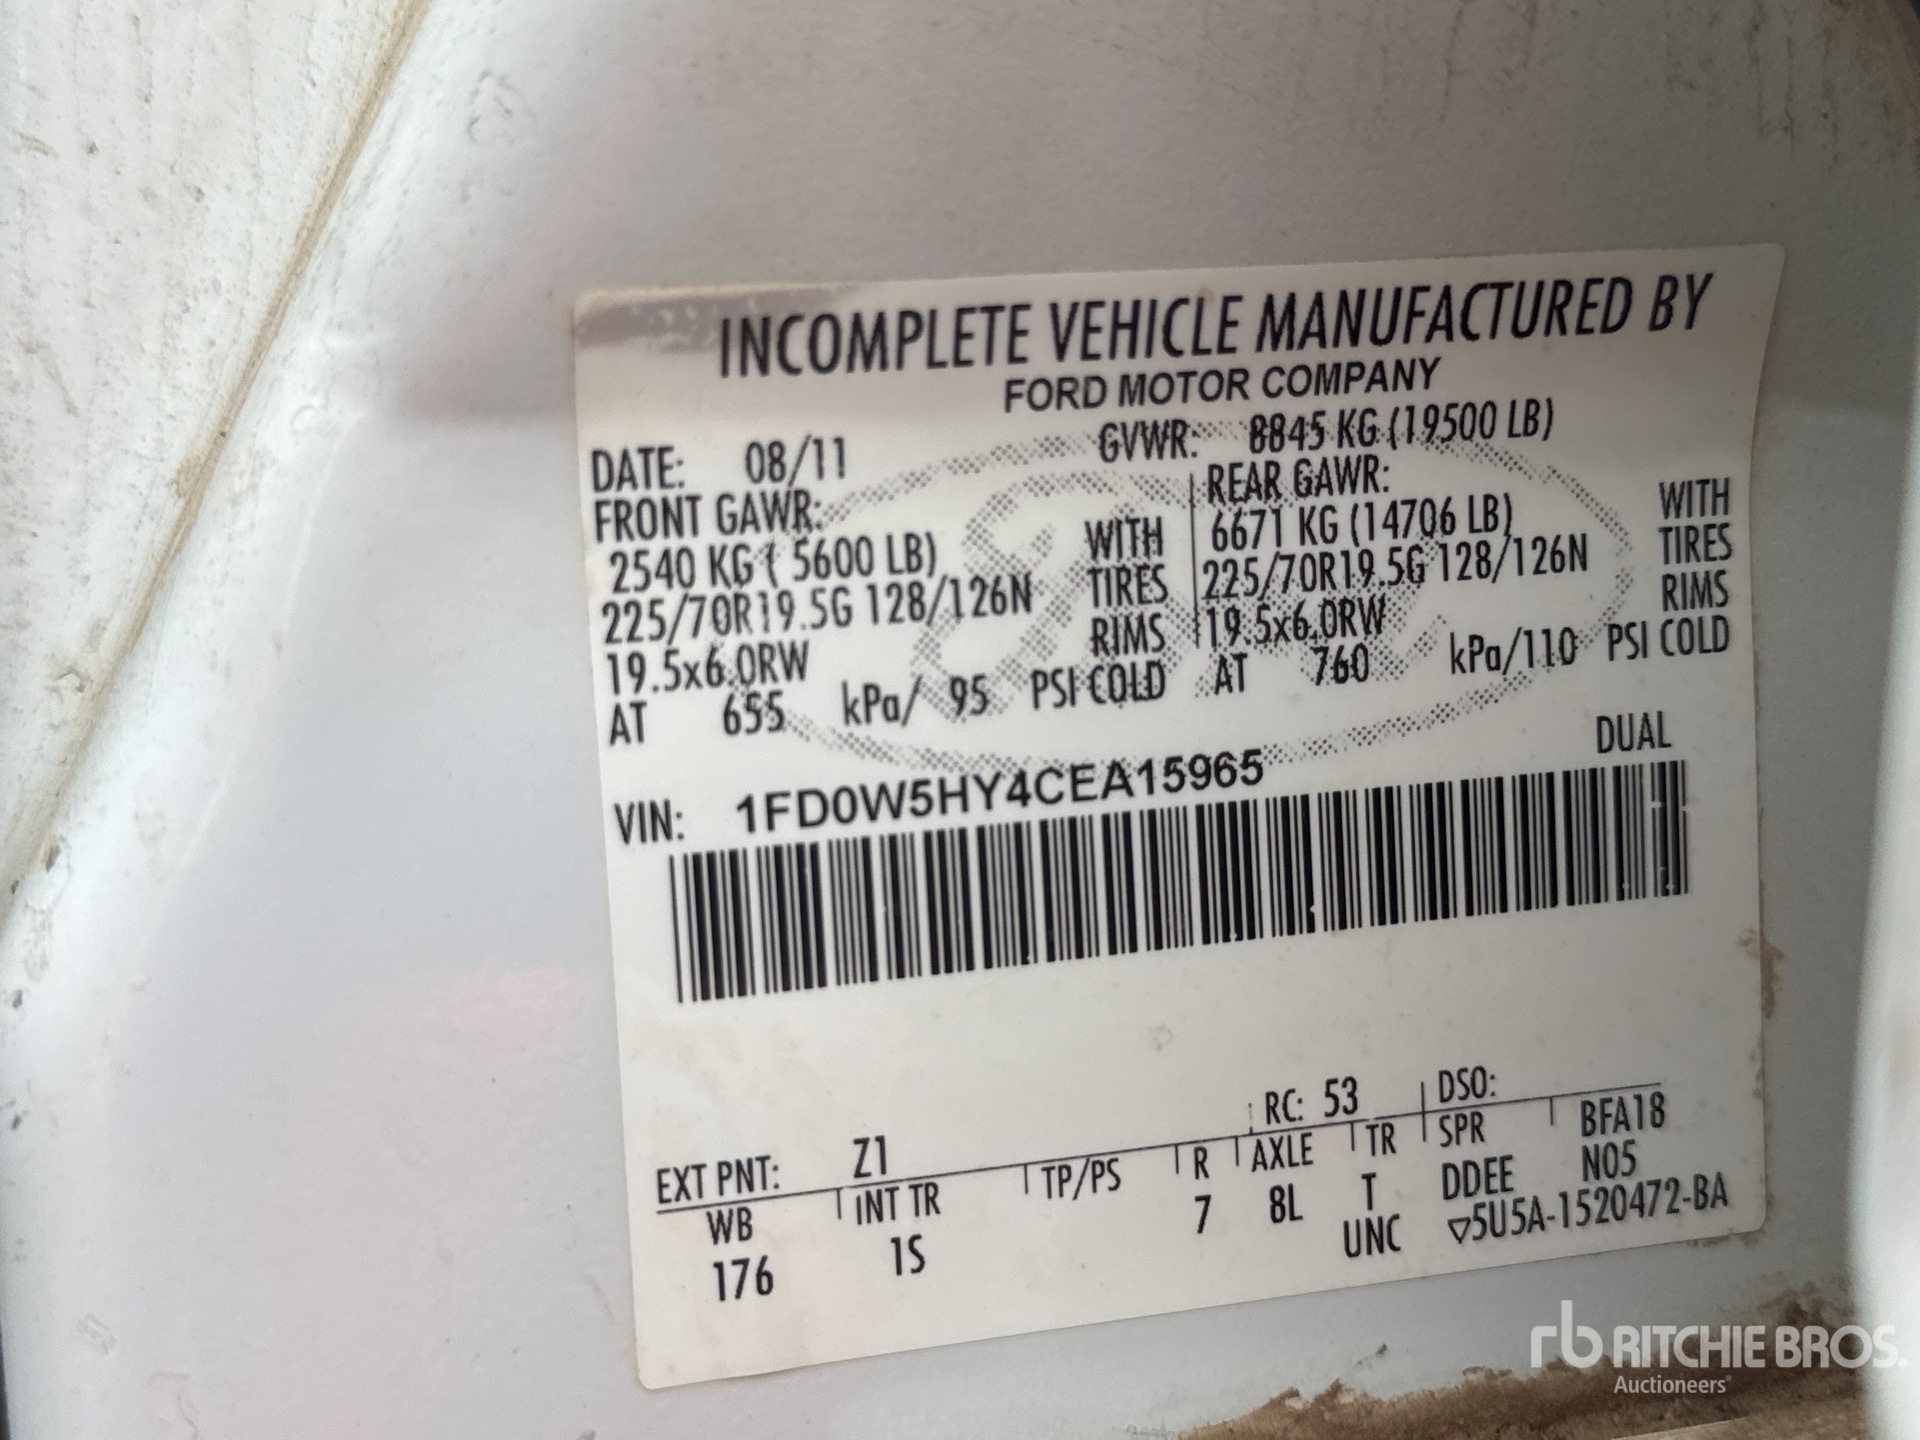 INCOMPLETE VEHICLE MANUFACTURED BY
FORD MOTOR COMPANY
DATE: 08/11 GVWR: 8845 KG (19500 LB)
FRONT GAWR: REAR GAWR:
2540 KG ( 5600 LB) WITH 6671 KG (14706 LB) WITH
225/70R19.5G 128/126N TIRES 225/70R19.5G 128/126N TIRES
19.5x6.0RW RIMS 19.5x6.0RW RIMS
AT 655 kPa/ 95 PSI COLD AT 760 kPa/110 PSI COLD
DUAL
VIN: 1FD0W5HY4CEA15965
RC: 53 DSO:
EXT PNT: Z1
WB INT TR TP/PS R AXLE TR SPR BFA18
176 1S 7 8L T DDEE N05
UNC ▽5U5A-1520472-BA
rb RITCHIE BROS.
Auctioneers